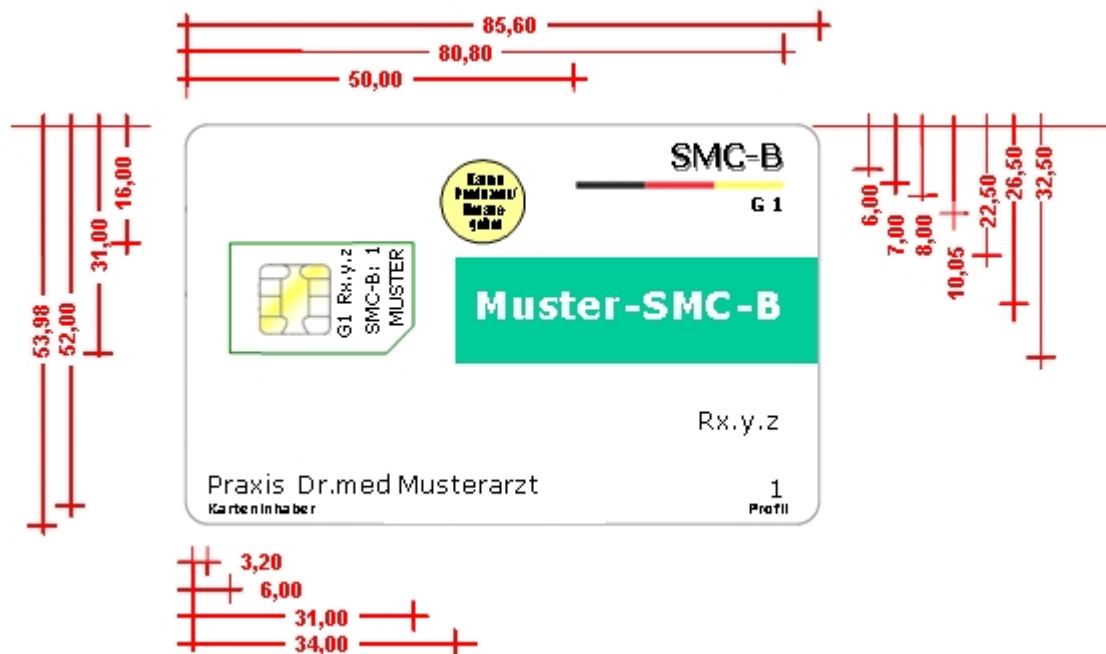 85,60
80,80
50,00
16,00
31,00
52,00
53,98
6,00
7,00
8,00
10,05
22,50
26,50
32,50
SMC-B
G 1
G1 Rx.y.z
SMC-B: 1
MUSTER
Muster-SMC-B
Rx.y.z
Praxis Dr.med Musterarzt
Karteninhaber
1
Profil
3,20
6,00
31,00
34,00